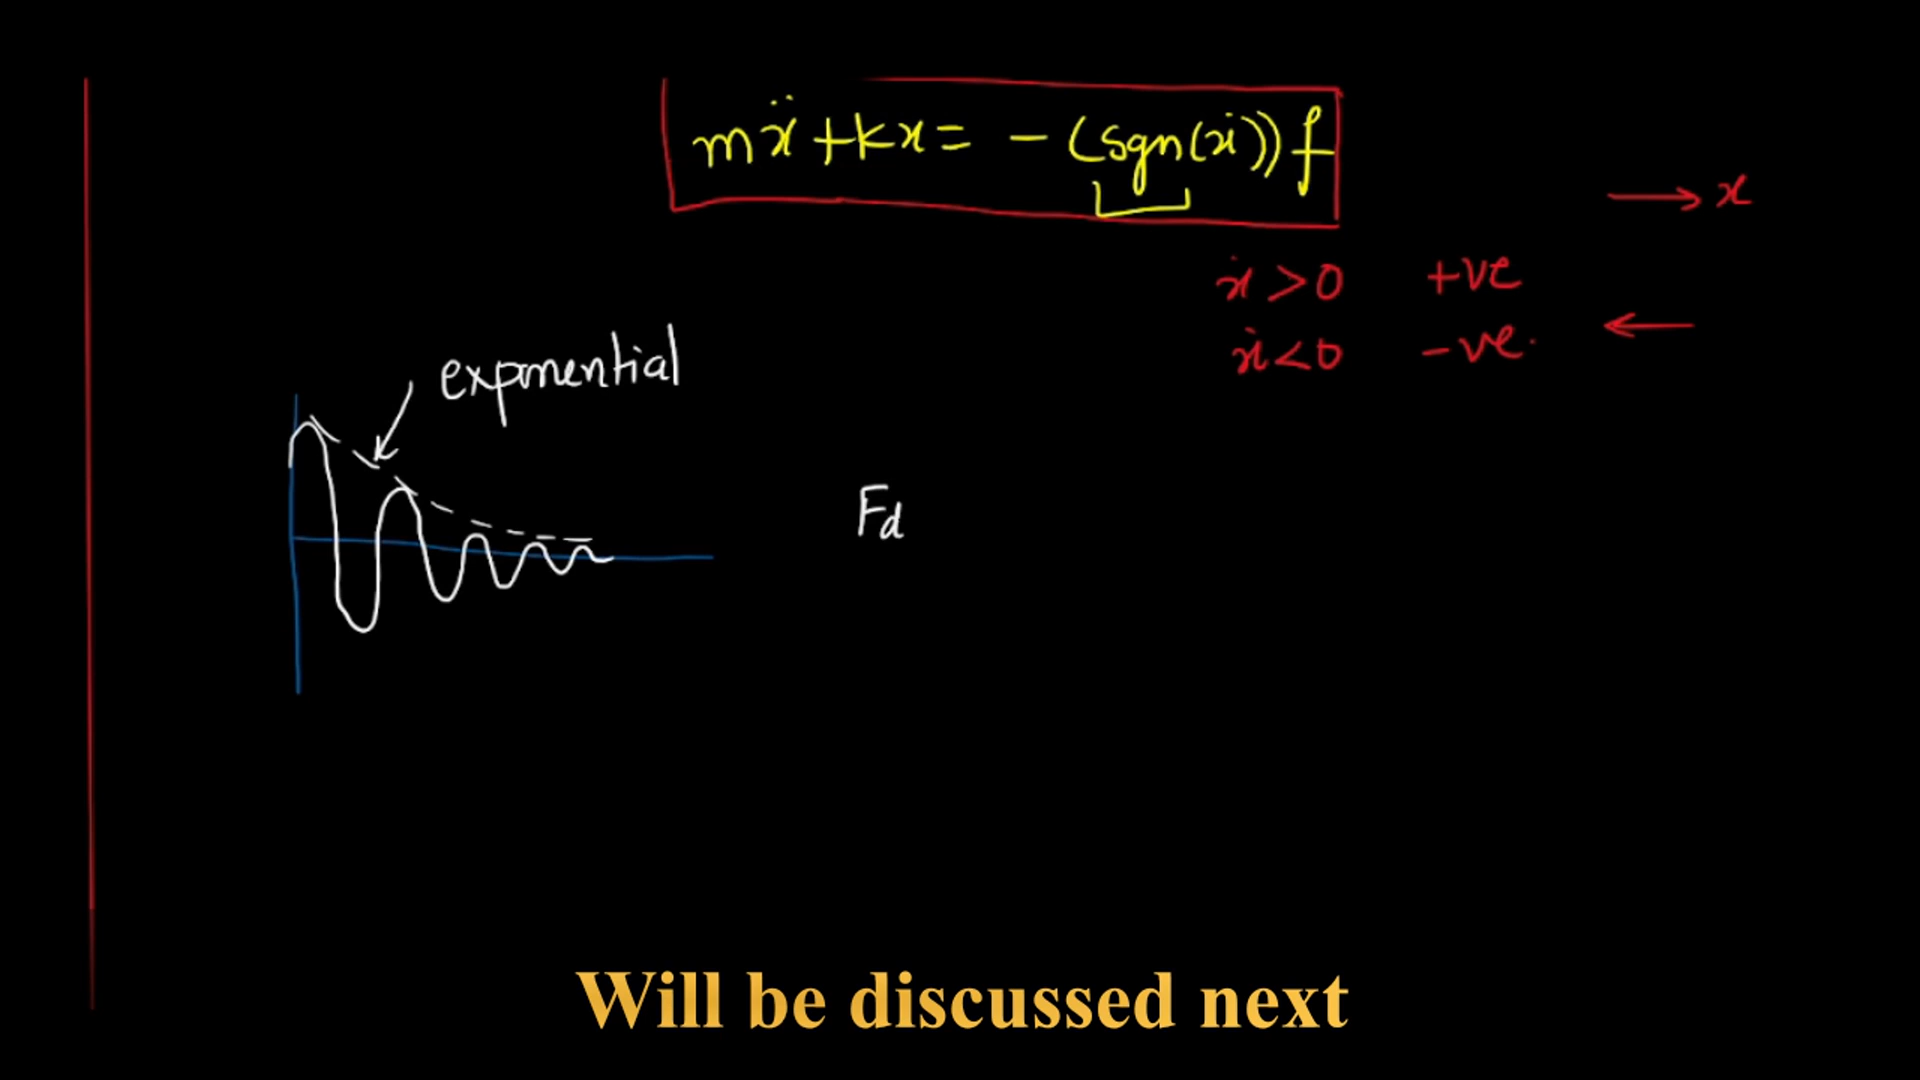 mẍ + kx = - (sgn(ẋ)) f
→ x
ẋ > 0 +ve
ẋ < 0 -ve. ←
exponential
Fd
Will be discussed next